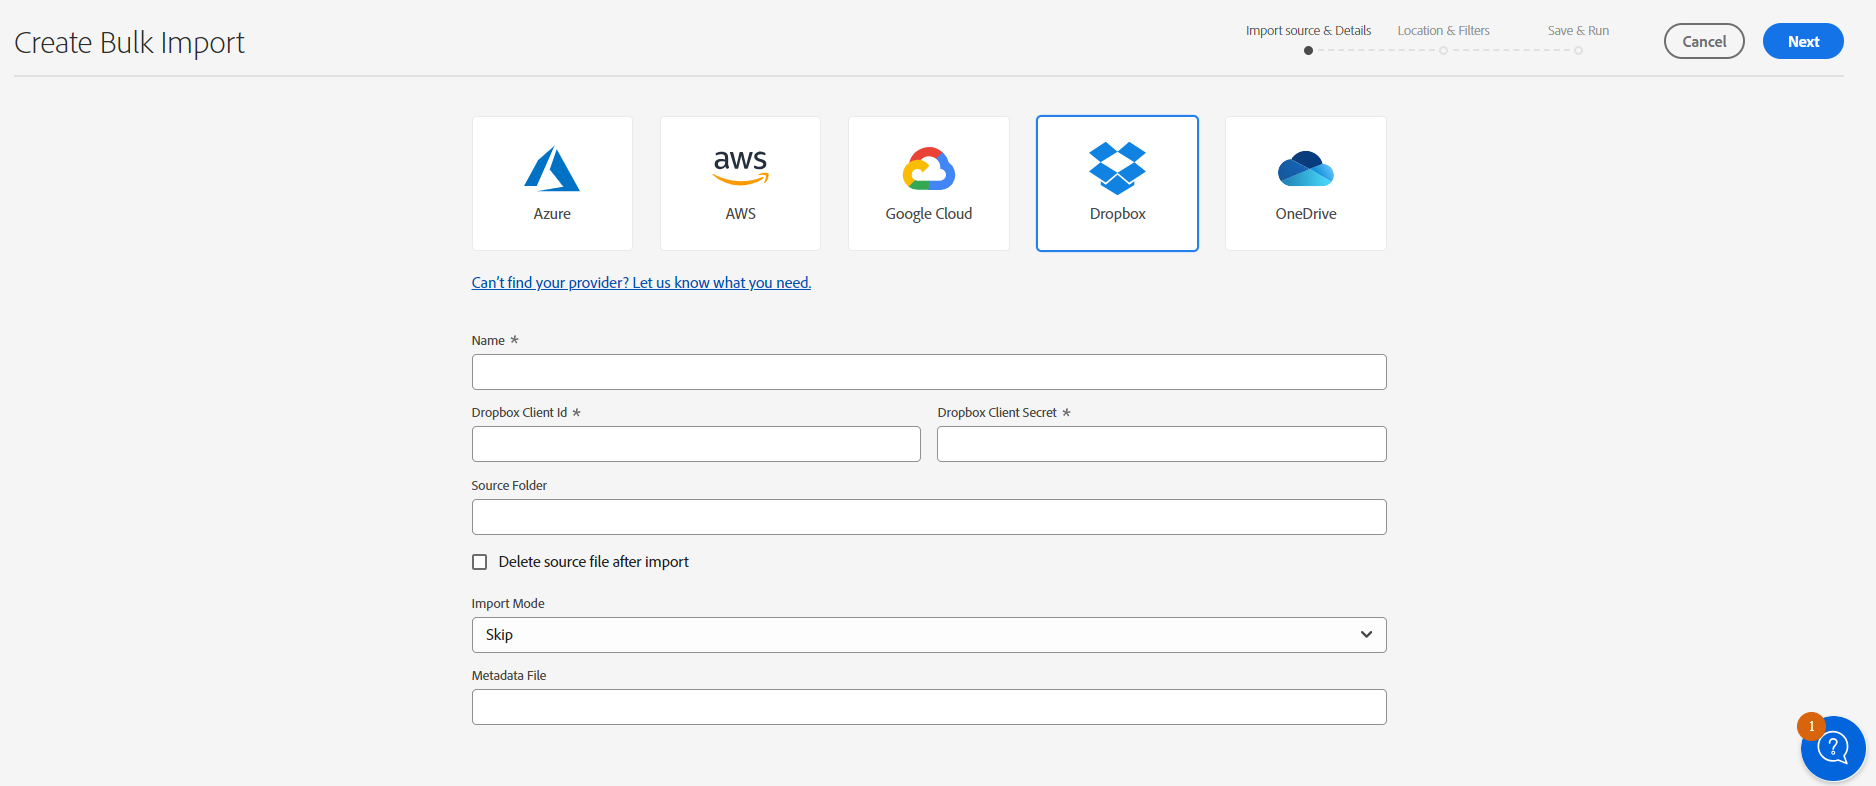 Create Bulk Import
Import source & Details
Location & Filters
Save & Run
Cancel
Next
Azure
aws
AWS
Google Cloud
Dropbox
OneDrive
Can't find your provider? Let us know what you need.
Name *
Dropbox Client Id *
Dropbox Client Secret *
Source Folder
Delete source file after import
Import Mode
Skip
Metadata File
1
?